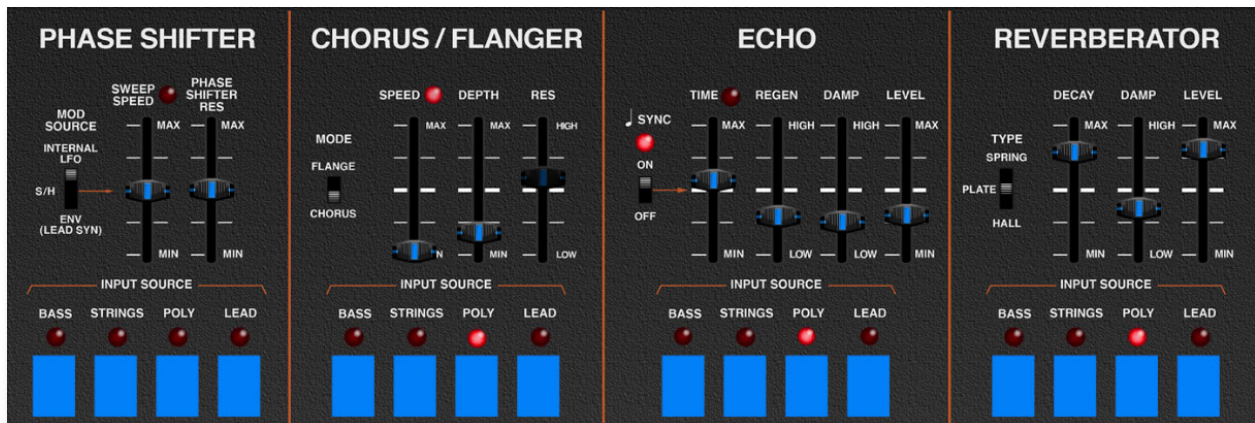 PHASE SHIFTER
SWEEP
SPEED
PHASE
SHIFTER
RES
MOD
SOURCE
INTERNAL
LFO
S/H
ENV
(LEAD SYN)
MAX
MAX
MIN
MIN
INPUT SOURCE
BASS STRINGS POLY LEAD
CHORUS / FLANGER
SPEED DEPTH RES
MODE
FLANGE
CHORUS
MAX MAX HIGH
N MIN LOW
INPUT SOURCE
BASS STRINGS POLY LEAD
ECHO
TIME REGEN DAMP LEVEL
♩ SYNC
ON
OFF
MAX HIGH HIGH MAX
MIN LOW LOW MIN
INPUT SOURCE
BASS STRINGS POLY LEAD
REVERBERATOR
DECAY DAMP LEVEL
TYPE
SPRING
PLATE
HALL
MAX HIGH MAX
MIN LOW MIN
INPUT SOURCE
BASS STRINGS POLY LEAD